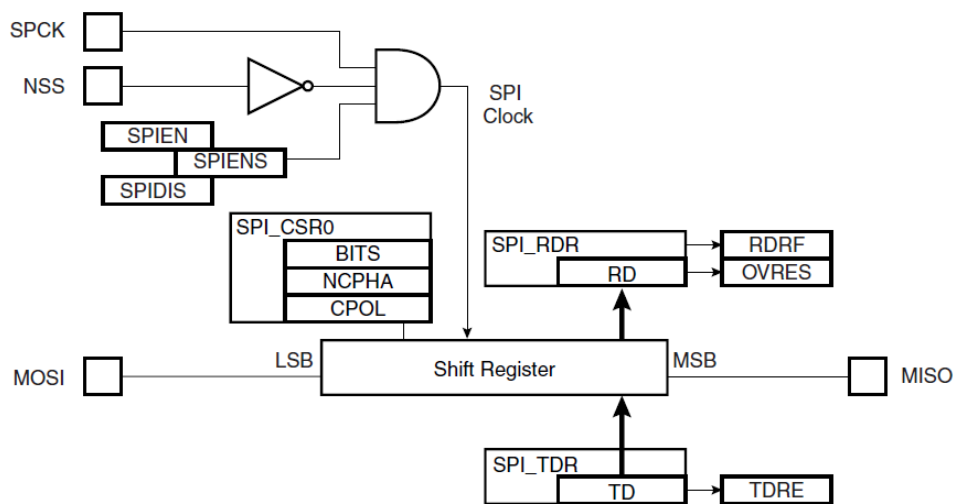 SPCK
NSS
SPI
Clock
SPIEN
SPIENS
SPIDIS
SPI_CSR0
BITS
NCPHA
CPOL
SPI_RDR
RD
RDRF
OVRES
MOSI
LSB
Shift Register
MSB
MISO
SPI_TDR
TD
TDRE